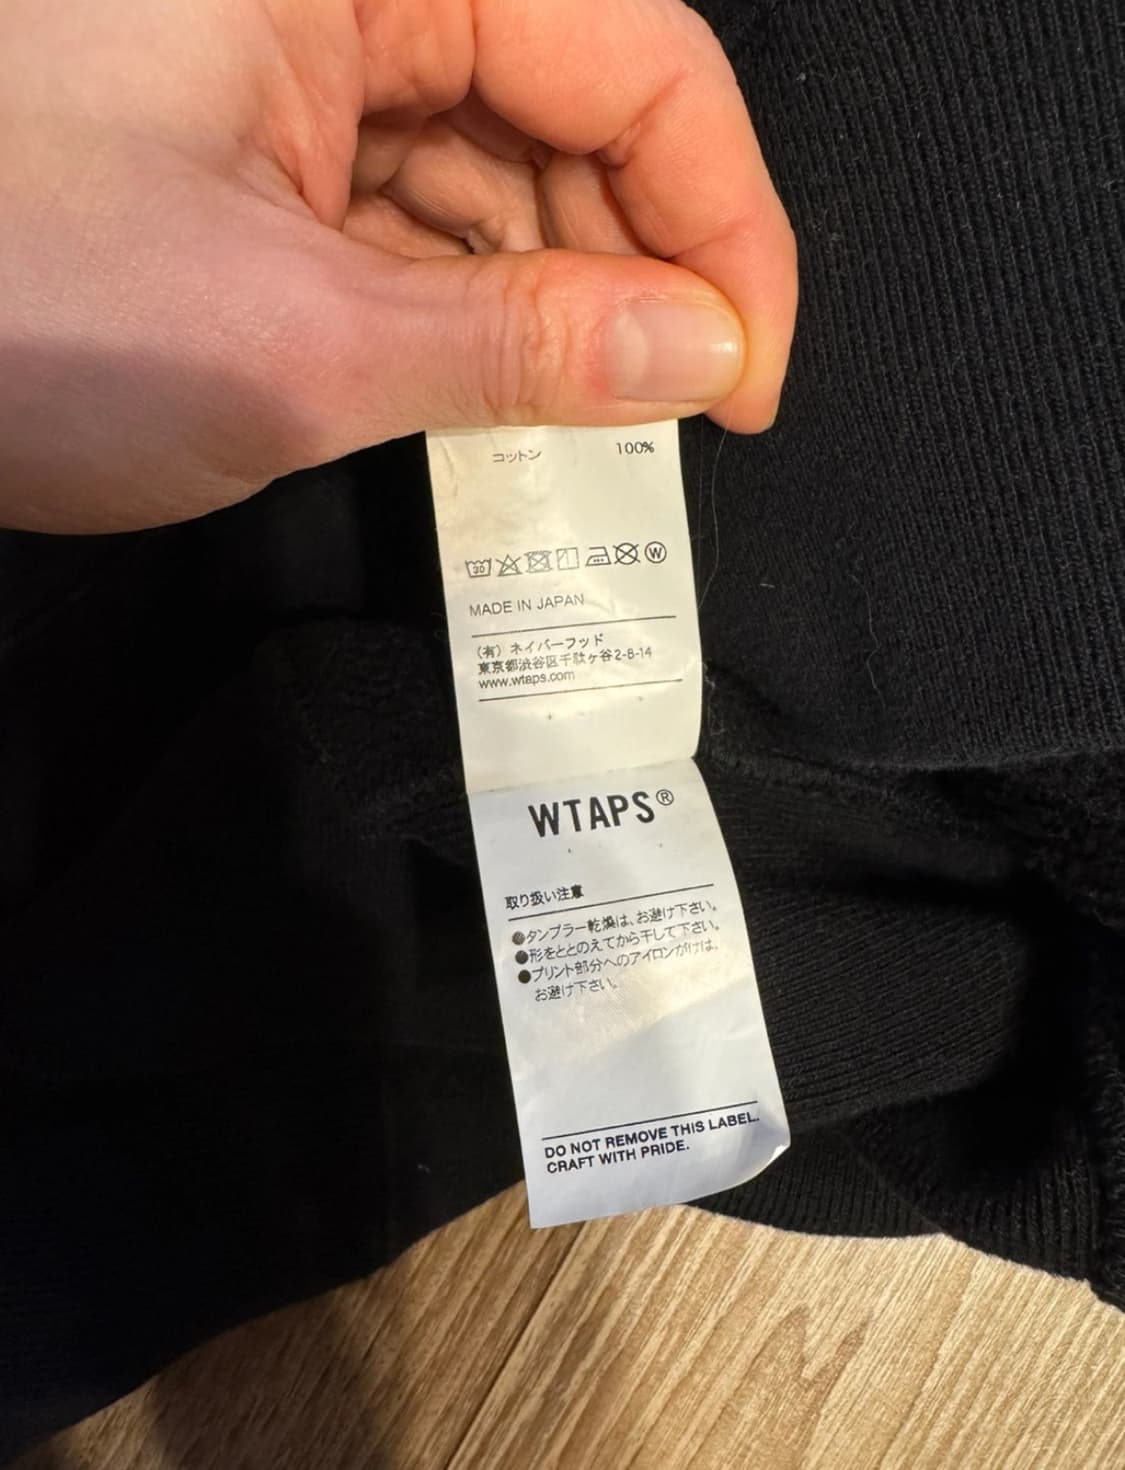 コットン 100%
30 W
MADE IN JAPAN
(有) ネイバーフッド
東京都渋谷区千駄ヶ谷2-8-14
www.wtaps.com
WTAPS®
取り扱い注意
●タンブラー乾燥は、お避け下さい。
●形をととのえてから干して下さい。
●プリント部分へのアイロンがけは、
お避け下さい。
DO NOT REMOVE THIS LABEL.
CRAFT WITH PRIDE.